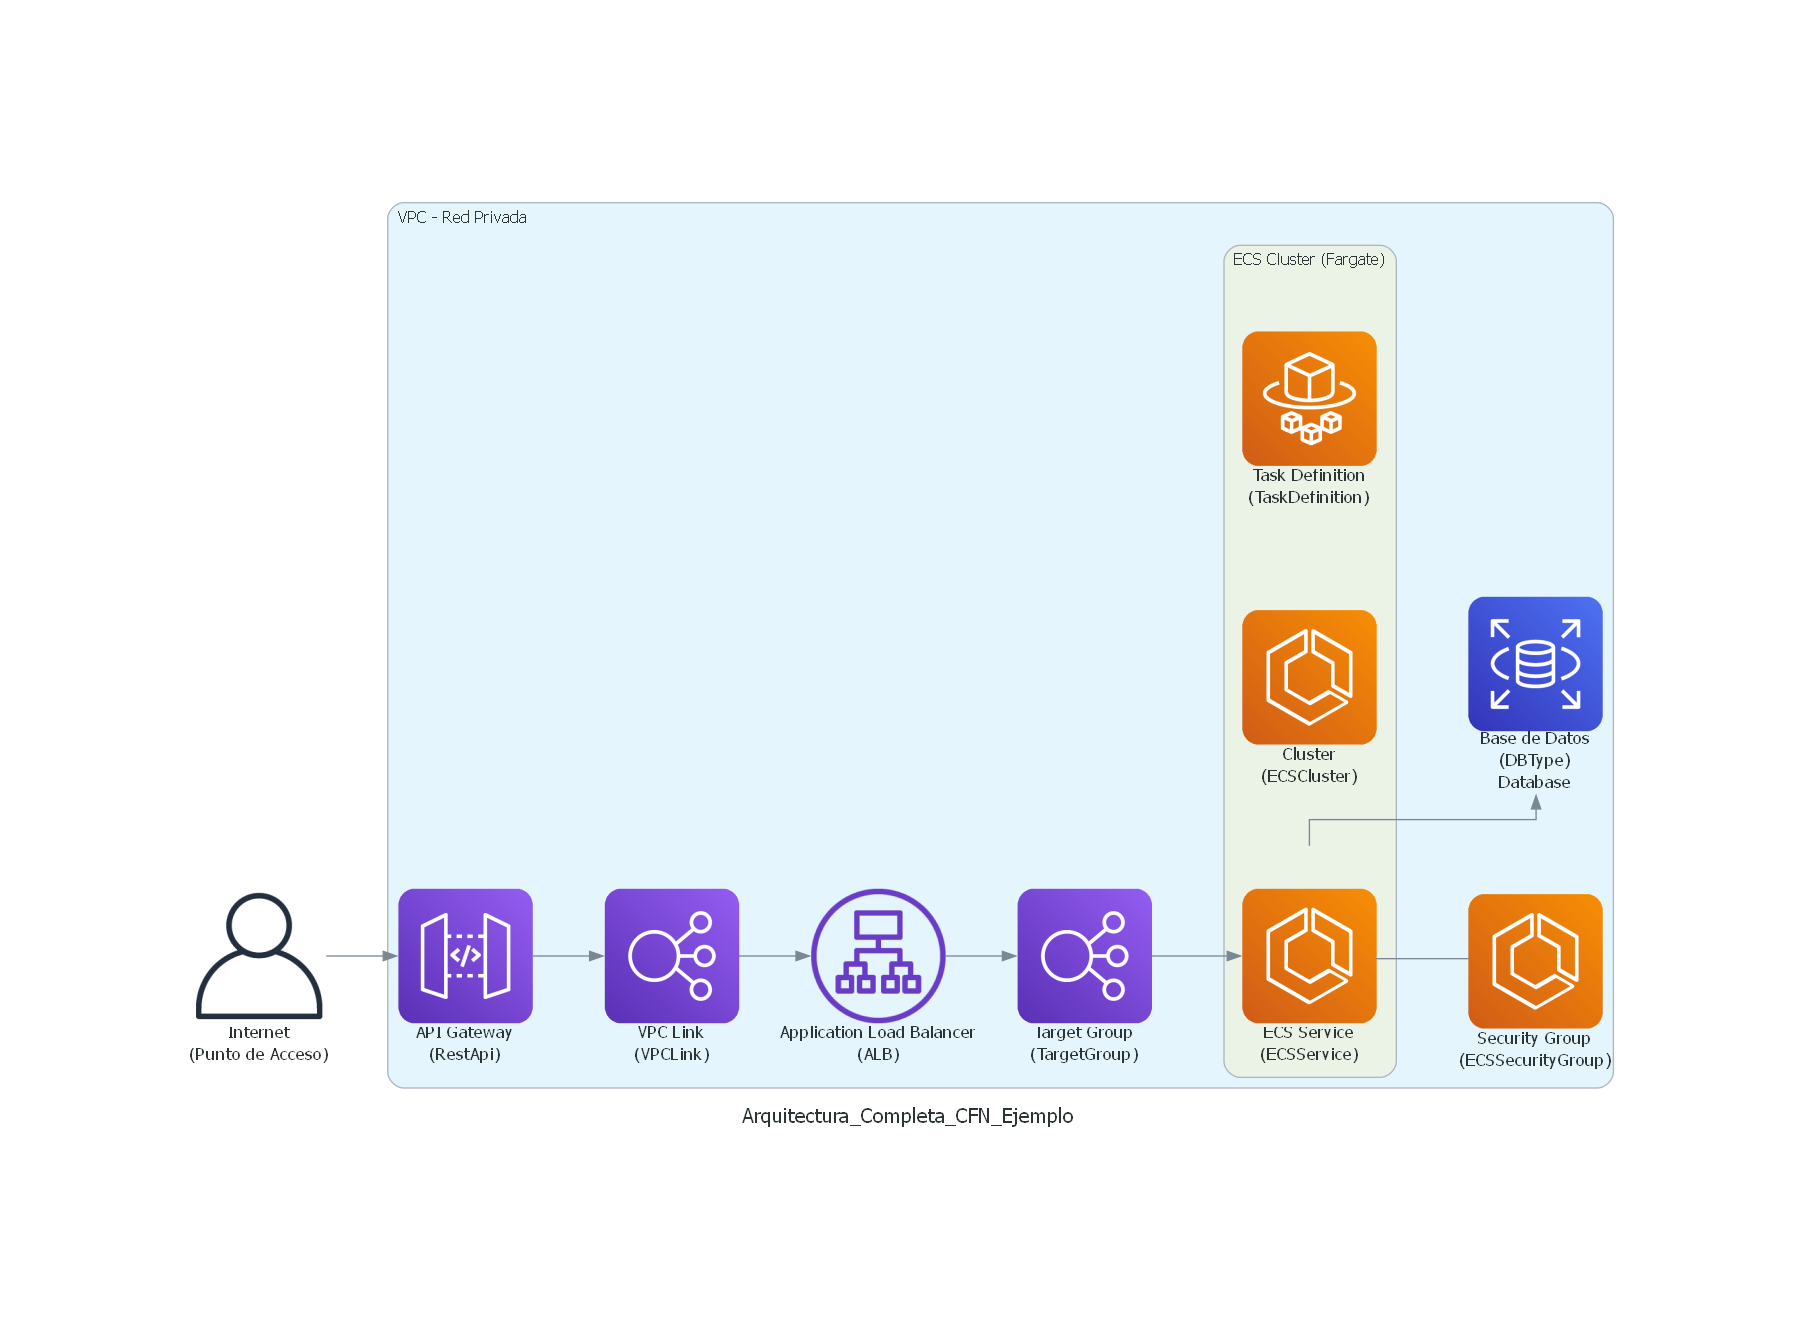 VPC - Red Privada
ECS Cluster (Fargate)
Task Definition
(TaskDefinition)
Cluster
(ECSCluster)
Base de Datos
(DBType)
Database
Internet
(Punto de Acceso)
API Gateway
(RestApi)
VPC Link
(VPCLink)
Application Load Balancer
(ALB)
Target Group
(TargetGroup)
ECS Service
(ECSService)
Security Group
(ECSSecurityGroup)
Arquitectura_Completa_CFN_Ejemplo